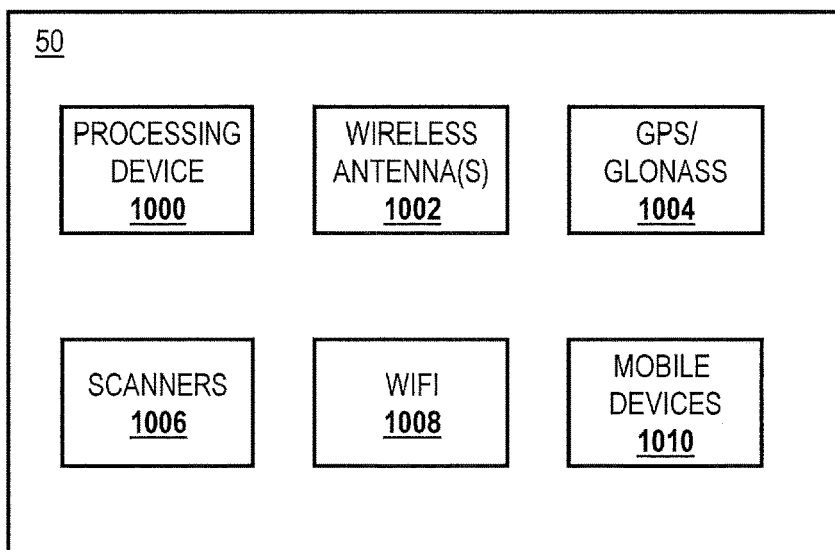 50
PROCESSING
DEVICE
1000
WIRELESS
ANTENNA(S)
1002
GPS/
GLONASS
1004
SCANNERS
1006
WIFI
1008
MOBILE
DEVICES
1010